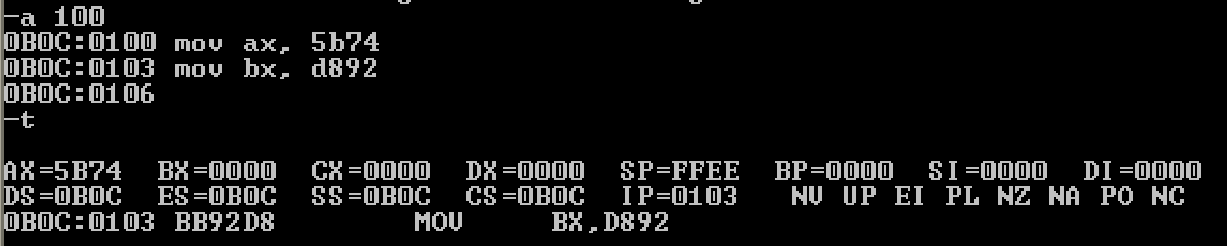 -a 100
0B0C:0100 mov ax, 5b74
0B0C:0103 mov bx, d892
0B0C:0106
-t
AX=5B74 BX=0000 CX=0000 DX=0000 SP=FFEE BP=0000 SI=0000 DI=0000
DS=0B0C ES=0B0C SS=0B0C CS=0B0C IP=0103 NV UP EI PL NZ NA PO NC
0B0C:0103 BB92D8 MOV BX,D892